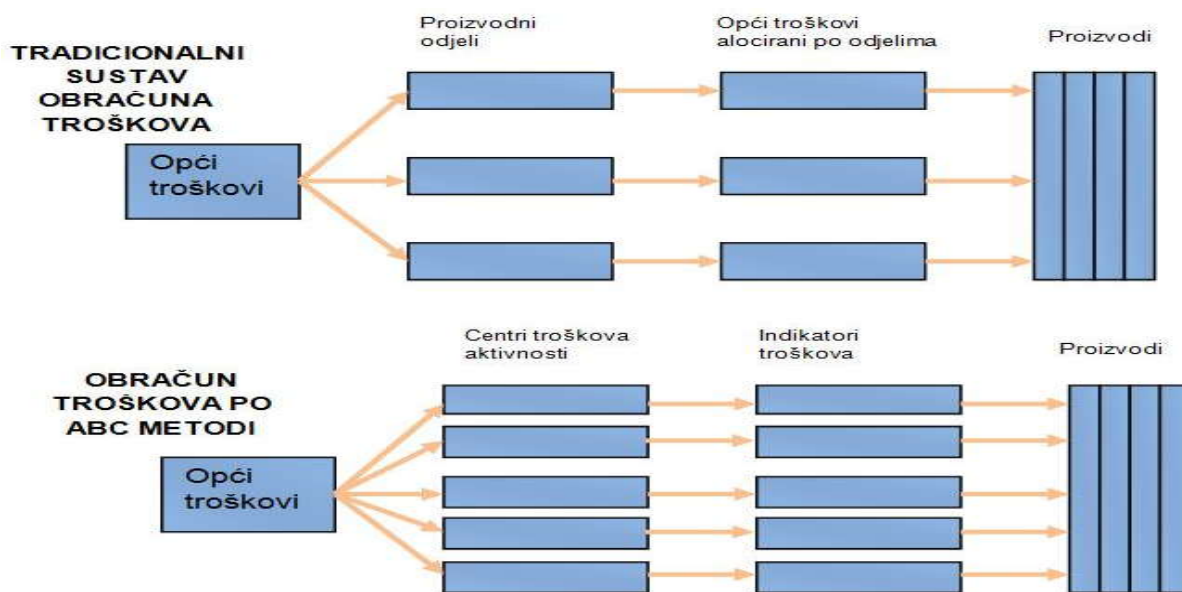 TRADICIONALNI
SUSTAV
OBRAČUNA
TROŠKOVA
Opći
troškovi
Proizvodni
odjeli
Opći troškovi
alocirani po odjelima
Proizvodi
OBRAČUN
TROŠKOVA PO
ABC METODI
Opći
troškovi
Centri troškova
aktivnosti
Indikatori
troškova
Proizvodi